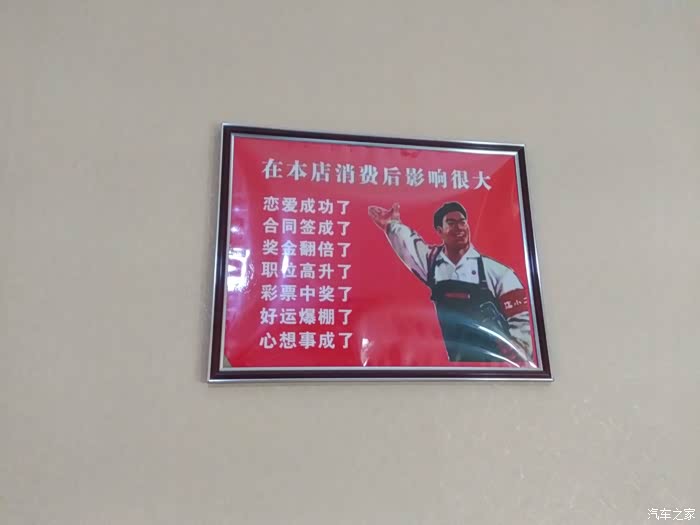 在本店消费后影响很大
恋爱成功了
合同签成了
奖金翻倍了
职位高升了
彩票中奖了
好运爆棚了
心想事成了
汽车之家